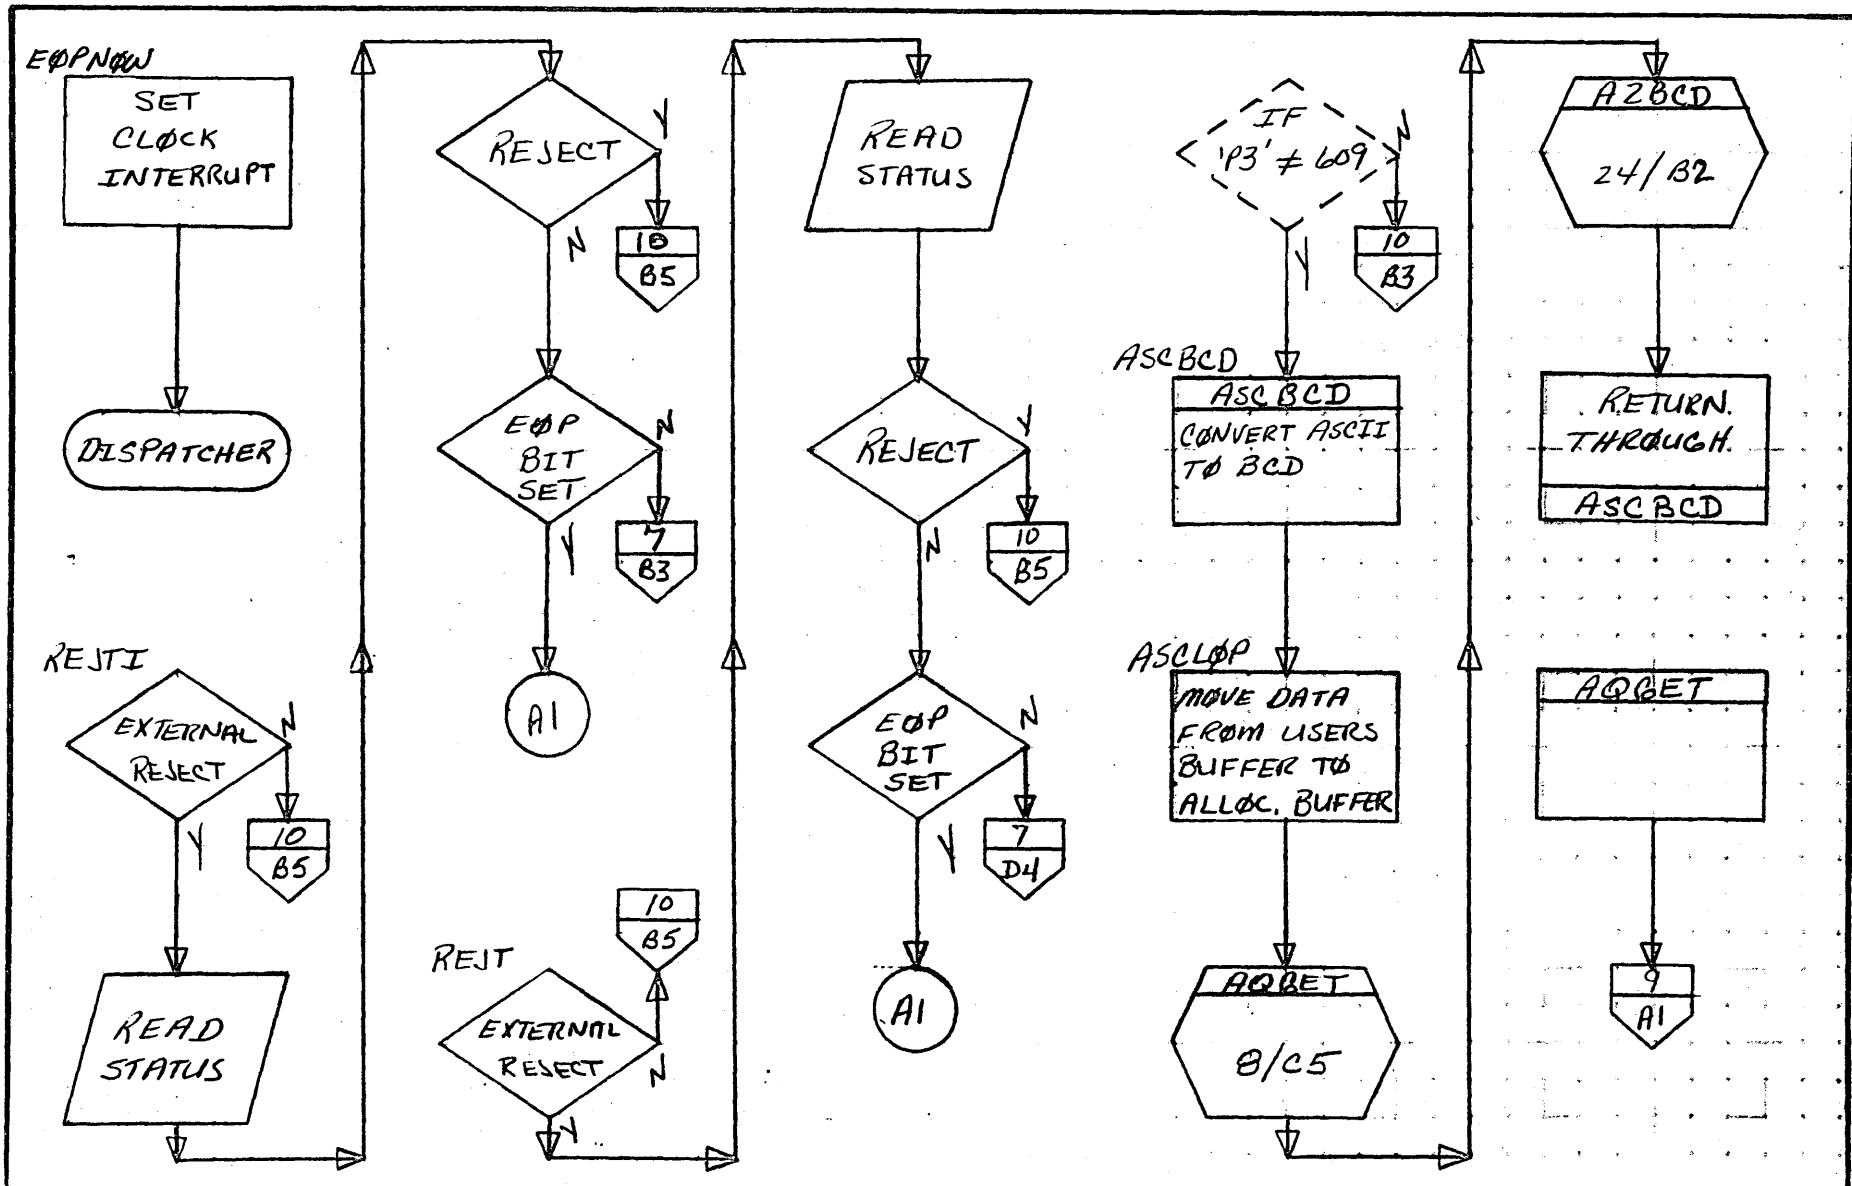 EØPNØW
SET
CLØCK
INTERRUPT
DISPATCHER
REJTI
EXTERNAL
REJECT
N
Y
10
B5
READ
STATUS
REJECT
Y
N
10
B5
EØP
BIT
SET
N
Y
7
B3
A1
REJT
EXTERNAL
REJECT
N
Y
10
B5
READ
STATUS
REJECT
Y
N
10
B5
EØP
BIT
SET
N
Y
7
D4
A1
IF
'P3' ≠ 609
N
Y
10
B3
ASCBCD
ASCBCD
CØNVERT ASCII
TØ BCD
ASCLØP
MØVE DATA
FRØM USERS
BUFFER TØ
ALLØC. BUFFER
AQGET
8/C5
A2BCD
24/B2
RETURN.
THRØUGH.
ASCBCD
AQGET
9
A1